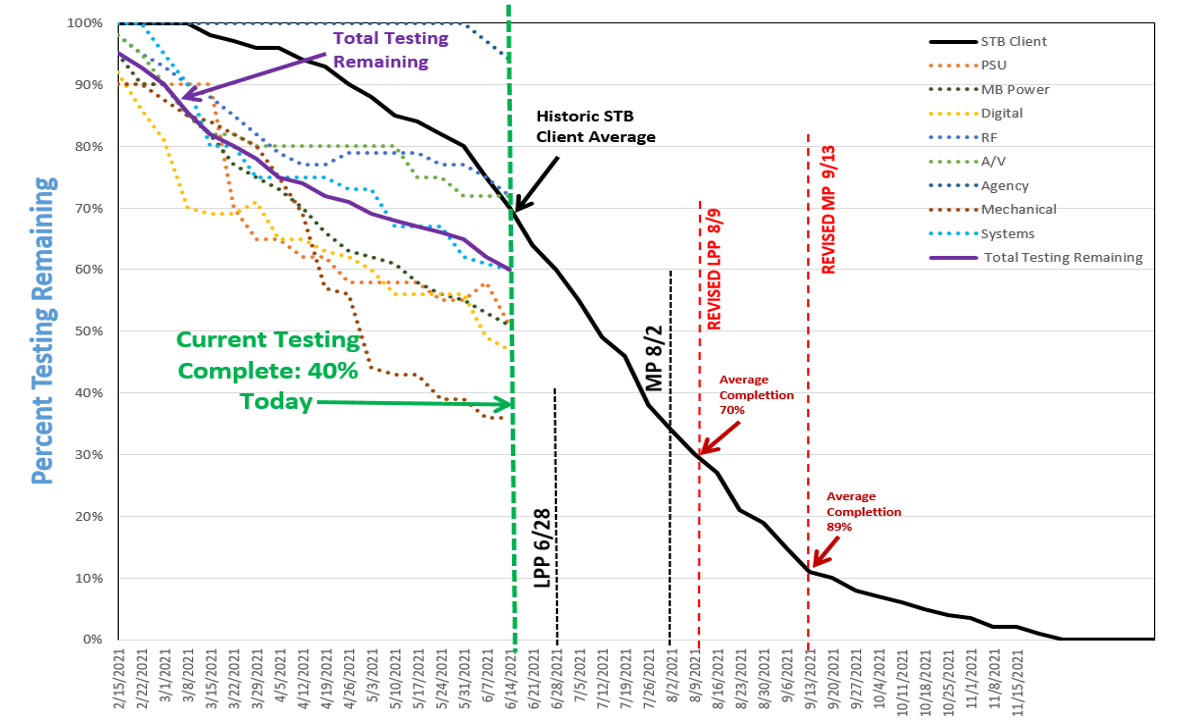 Percent Testing Remaining
100%
90%
80%
70%
60%
50%
40%
30%
20%
10%
0%
Total Testing
Remaining
Historic STB
Client Average
Current Testing
Complete: 40%
Today
LPP 6/28
MP 8/2
REVISED LPP 8/9
REVISED MP 9/13
Average
Complettion
70%
Average
Complettion
89%
STB Client
PSU
MB Power
Digital
RF
A/V
Agency
Mechanical
Systems
Total Testing Remaining
2/15/2021
2/22/2021
3/1/2021
3/8/2021
3/15/2021
3/22/2021
3/29/2021
4/5/2021
4/12/2021
4/19/2021
4/26/2021
5/3/2021
5/10/2021
5/17/2021
5/24/2021
5/31/2021
6/7/2021
6/14/2021
6/21/2021
6/28/2021
7/5/2021
7/12/2021
7/19/2021
7/26/2021
8/2/2021
8/9/2021
8/16/2021
8/23/2021
8/30/2021
9/6/2021
9/13/2021
9/20/2021
9/27/2021
10/4/2021
10/11/2021
10/18/2021
10/25/2021
11/1/2021
11/8/2021
11/15/2021